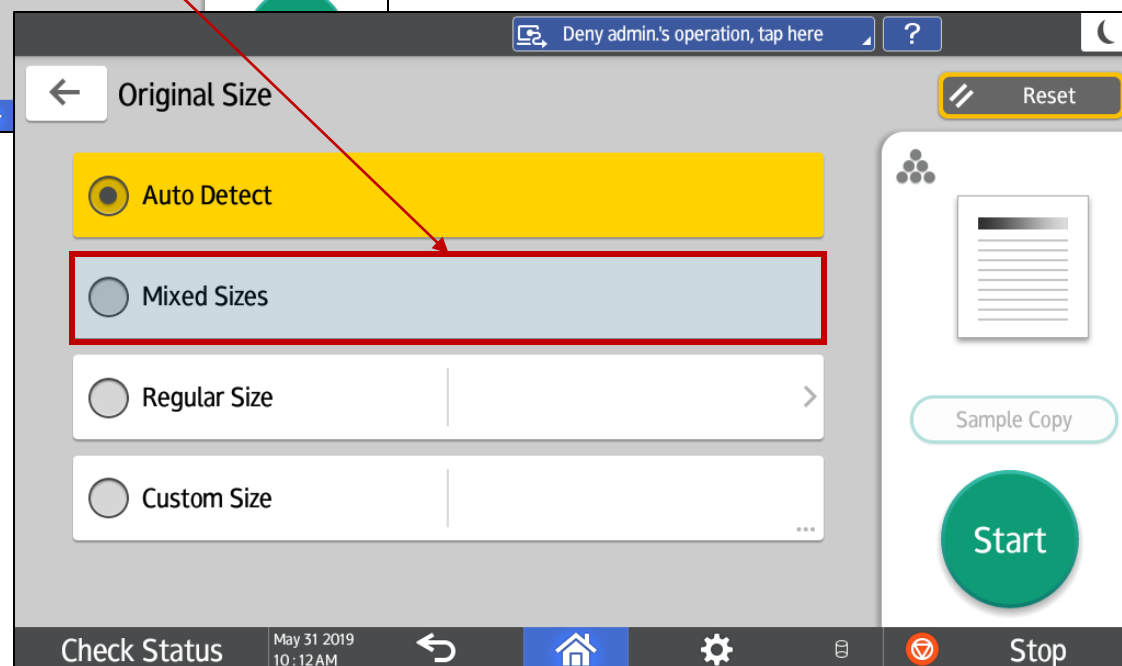 Deny admin.'s operation, tap here
?
Original Size
Reset
Auto Detect
Mixed Sizes
Regular Size
Custom Size
Sample Copy
Start
Check Status
May 31 2019
10:12 AM
Stop